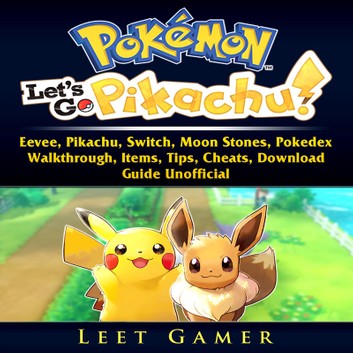 POKéMON
TM
Let's
GO
Pikachu!
Eevee, Pikachu, Switch, Moon Stones, Pokedex
Walkthrough, Items, Tips, Cheats, Download
Guide Unofficial
LEET GAMER